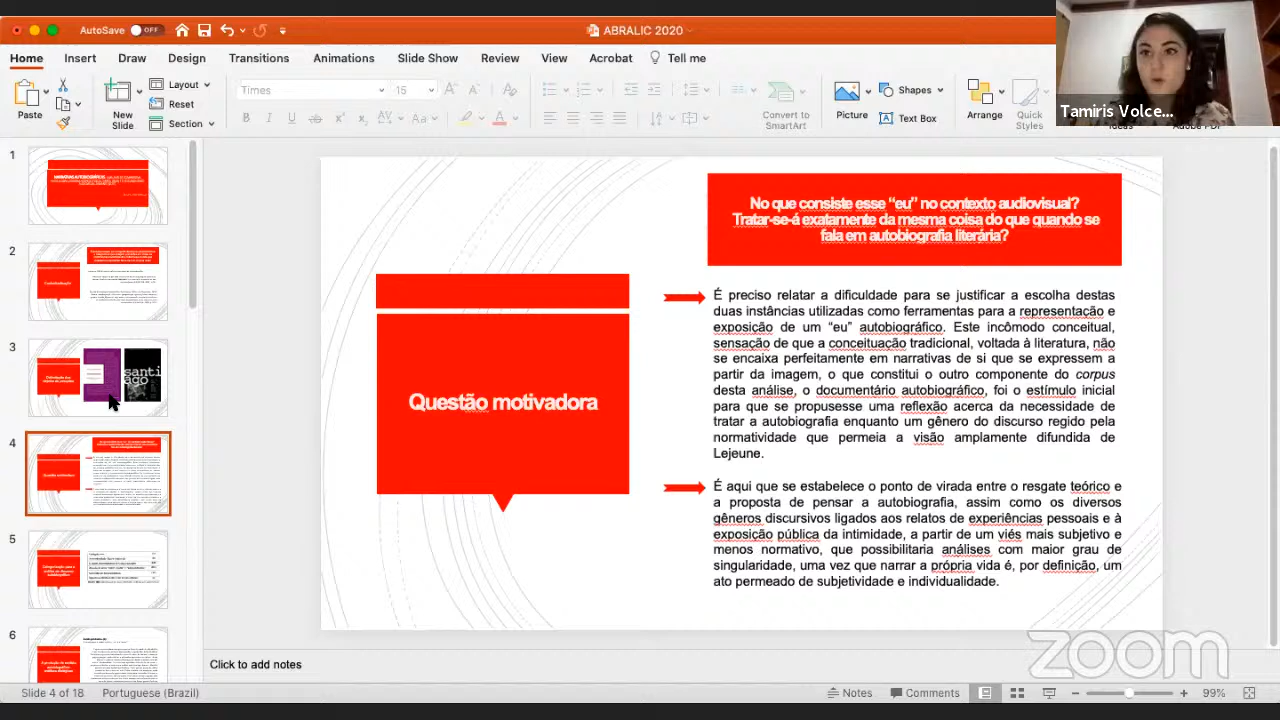 AutoSave OFF
ABRALIC 2020
Home Insert Draw Design Transitions Animations Slide Show Review View Acrobat Tell me
Tamiris Volce...
Paste
New
Slide
Layout
Reset
Section
Times 15
Convert to
SmartArt
Picture
Shapes
Text Box
Arrange
Quick
Styles
1
2
3
santi
ago
4
5
6
No que consiste esse “eu” no contexto audiovisual?
Tratar-se-á exatamente da mesma coisa do que quando se
fala em autobiografia literária?
Questão motivadora
É preciso relatar a dificuldade para se justificar a escolha destas
duas instâncias utilizadas como ferramentas para a representação e
exposição de um “eu” autobiográfico. Este incômodo conceitual,
sensação de que a conceituação tradicional, voltada à literatura, não
se encaixa perfeitamente em narrativas de si que se expressem a
partir da imagem, o que constitui o outro componente do corpus
desta análise, o documentário autobiográfico, foi o estímulo inicial
para que se propusesse uma reflexão acerca da necessidade de
tratar a autobiografia enquanto um gênero do discurso regido pela
normatividade que permeia a visão amplamente difundida de
Lejeune.
É aqui que se estabelece o ponto de virada entre o resgate teórico e
a proposta de pensar a autobiografia, assim como os diversos
gêneros discursivos ligados aos relatos de experiências pessoais e à
exposição pública da intimidade, a partir de um viés mais subjetivo e
menos normativo, que possibilitaria análises com maior grau de
singularidade, uma vez que narrar a própria vida é, por definição, um
ato permeado de subjetividade e individualidade.
Click to add notes
zoom
Slide 4 of 18 Portuguese (Brazil)
Notes Comments 99%